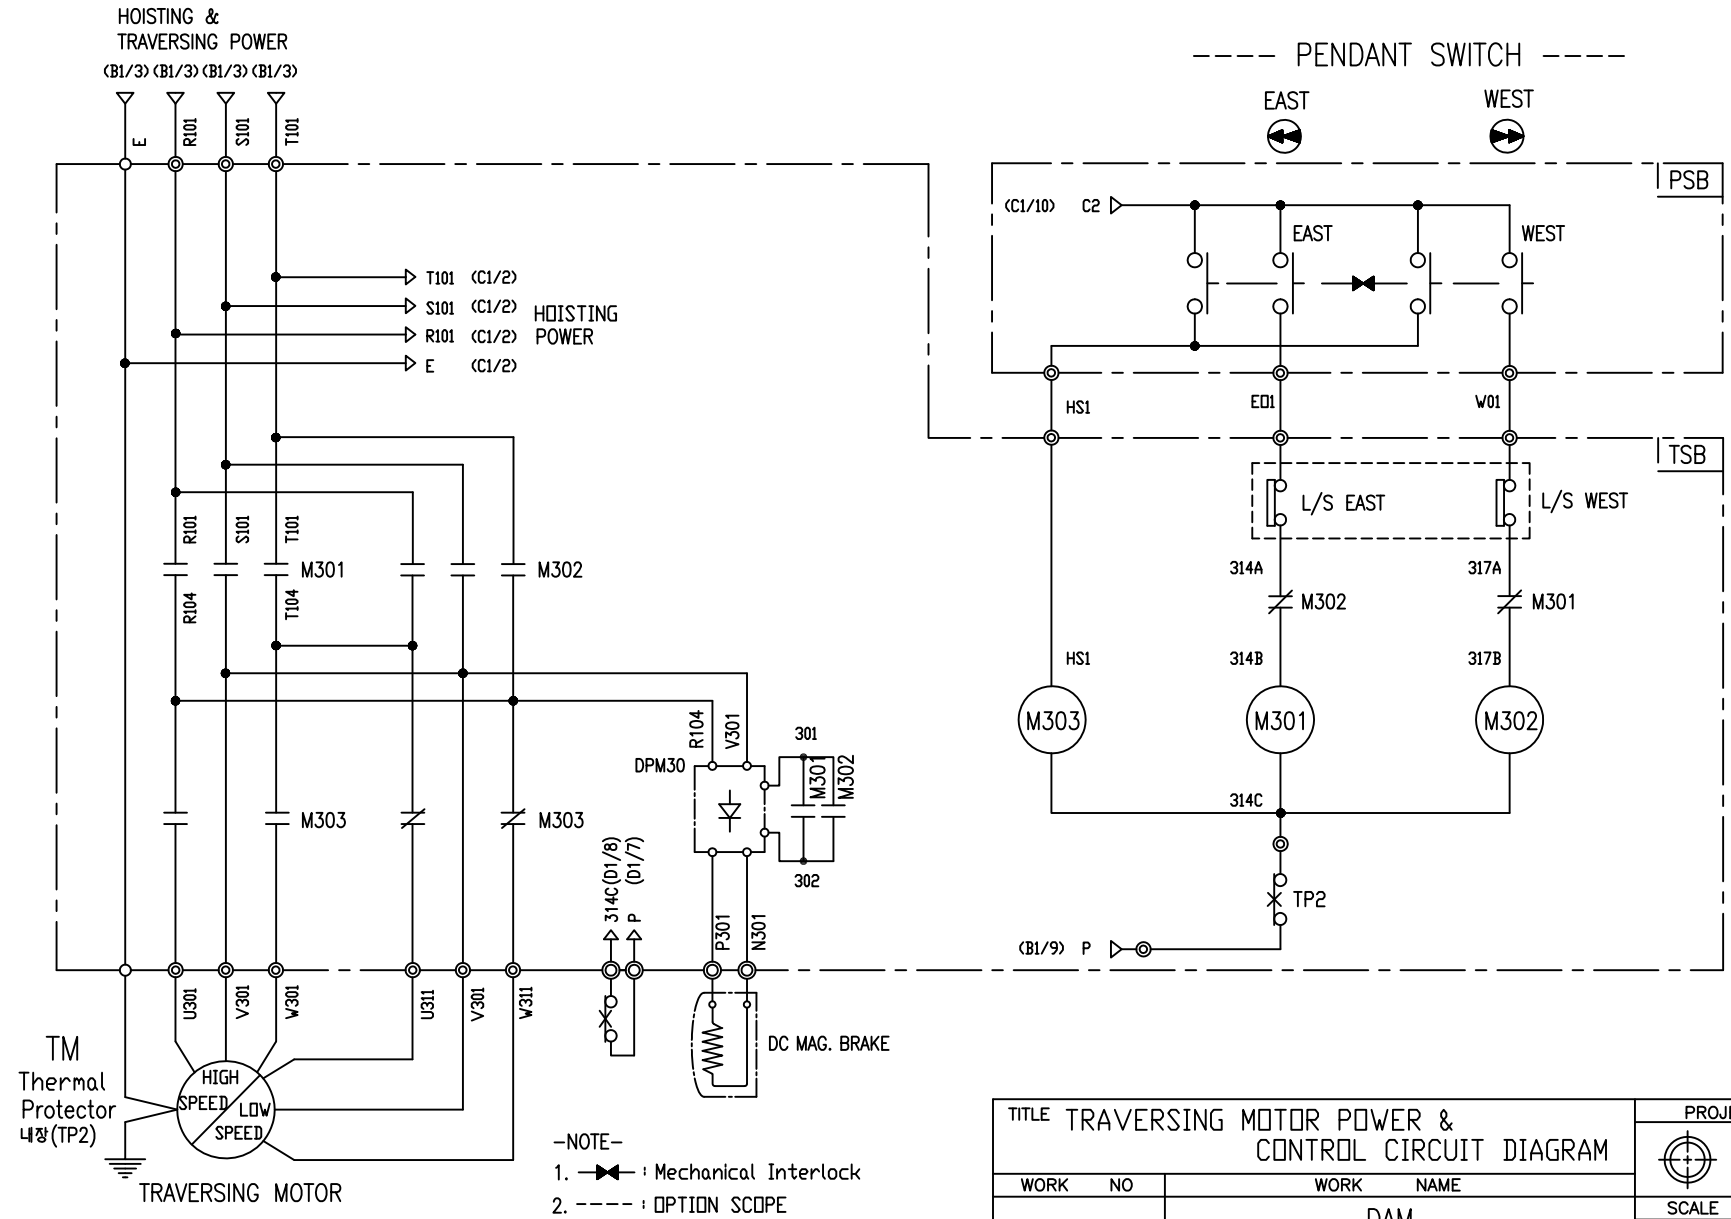 HOISTING &
TRAVERSING POWER
(B1/3) (B1/3) (B1/3) (B1/3)
E
R101
S101
T101
T101 (C1/2)
S101 (C1/2)
R101 (C1/2)
E (C1/2)
HOISTING
POWER
R101
S101
T101
M301
M302
R104
T104
M303
M303
R104
V301
DPM30
301
M301
M302
302
314C(D1/8)
P (D1/7)
P301
N301
U301
V301
W301
U311
V301
W311
DC MAG. BRAKE
TM
Thermal
Protector
내장(TP2)
HIGH
SPEED
LOW
SPEED
TRAVERSING MOTOR
-NOTE-
1. : Mechanical Interlock
2. ---- : OPTION SCOPE
---- PENDANT SWITCH ----
EAST
WEST
PSB
(C1/10) C2
EAST
WEST
HS1
E01
W01
TSB
L/S EAST
L/S WEST
314A
317A
M302
M301
HS1
314B
317B
M303
M301
M302
314C
TP2
(B1/9) P
TITLE TRAVERSING MOTOR POWER &
CONTROL CIRCUIT DIAGRAM
PROJE
WORK NO
WORK NAME
SCALE
DAM